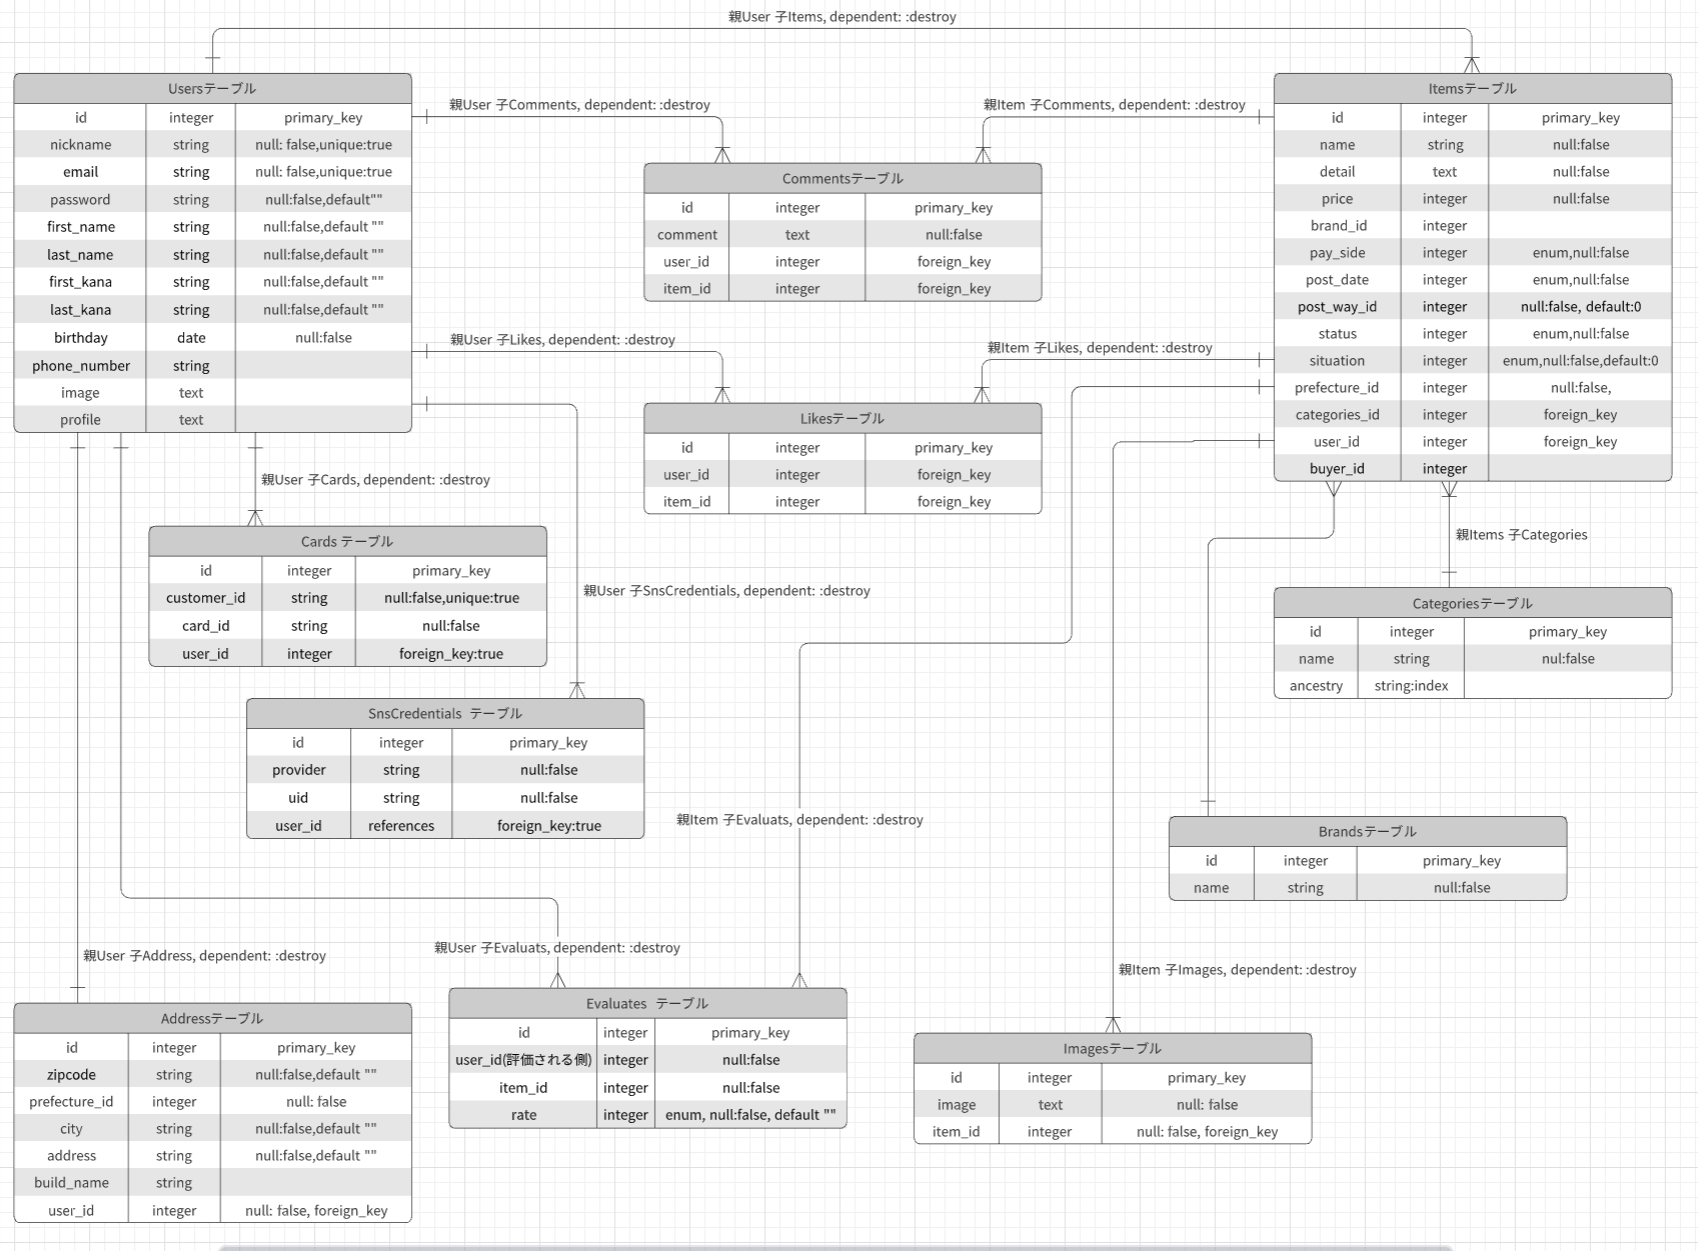 親User 子Items, dependent: :destroy
Usersテーブル
id integer primary_key
nickname string null: false,unique:true
email string null: false,unique:true
password string null:false,default""
first_name string null:false,default ""
last_name string null:false,default ""
first_kana string null:false,default ""
last_kana string null:false,default ""
birthday date null:false
phone_number string
image text
profile text
親User 子Comments, dependent: :destroy
親Item 子Comments, dependent: :destroy
Commentsテーブル
id integer primary_key
comment text null:false
user_id integer foreign_key
item_id integer foreign_key
親User 子Likes, dependent: :destroy
親Item 子Likes, dependent: :destroy
Likesテーブル
id integer primary_key
user_id integer foreign_key
item_id integer foreign_key
Itemsテーブル
id integer primary_key
name string null:false
detail text null:false
price integer null:false
brand_id integer
pay_side integer enum,null:false
post_date integer enum,null:false
post_way_id integer null:false, default:0
status integer enum,null:false
situation integer enum,null:false,default:0
prefecture_id integer null:false,
categories_id integer foreign_key
user_id integer foreign_key
buyer_id integer
親User 子Cards, dependent: :destroy
Cards テーブル
id integer primary_key
customer_id string null:false,unique:true
card_id string null:false
user_id integer foreign_key:true
親User 子SnsCredentials, dependent: :destroy
SnsCredentials テーブル
id integer primary_key
provider string null:false
uid string null:false
user_id references foreign_key:true
親Items 子Categories
Categoriesテーブル
id integer primary_key
name string nul:false
ancestry string:index
親Item 子Evaluats, dependent: :destroy
Brandsテーブル
id integer primary_key
name string null:false
親User 子Address, dependent: :destroy
親User 子Evaluats, dependent: :destroy
親Item 子Images, dependent: :destroy
Addressテーブル
id integer primary_key
zipcode string null:false,default ""
prefecture_id integer null: false
city string null:false,default ""
address string null:false,default ""
build_name string
user_id integer null: false, foreign_key
Evaluates テーブル
id integer primary_key
user_id(評価される側) integer null:false
item_id integer null:false
rate integer enum, null:false, default ""
Imagesテーブル
id integer primary_key
image text null: false
item_id integer null: false, foreign_key